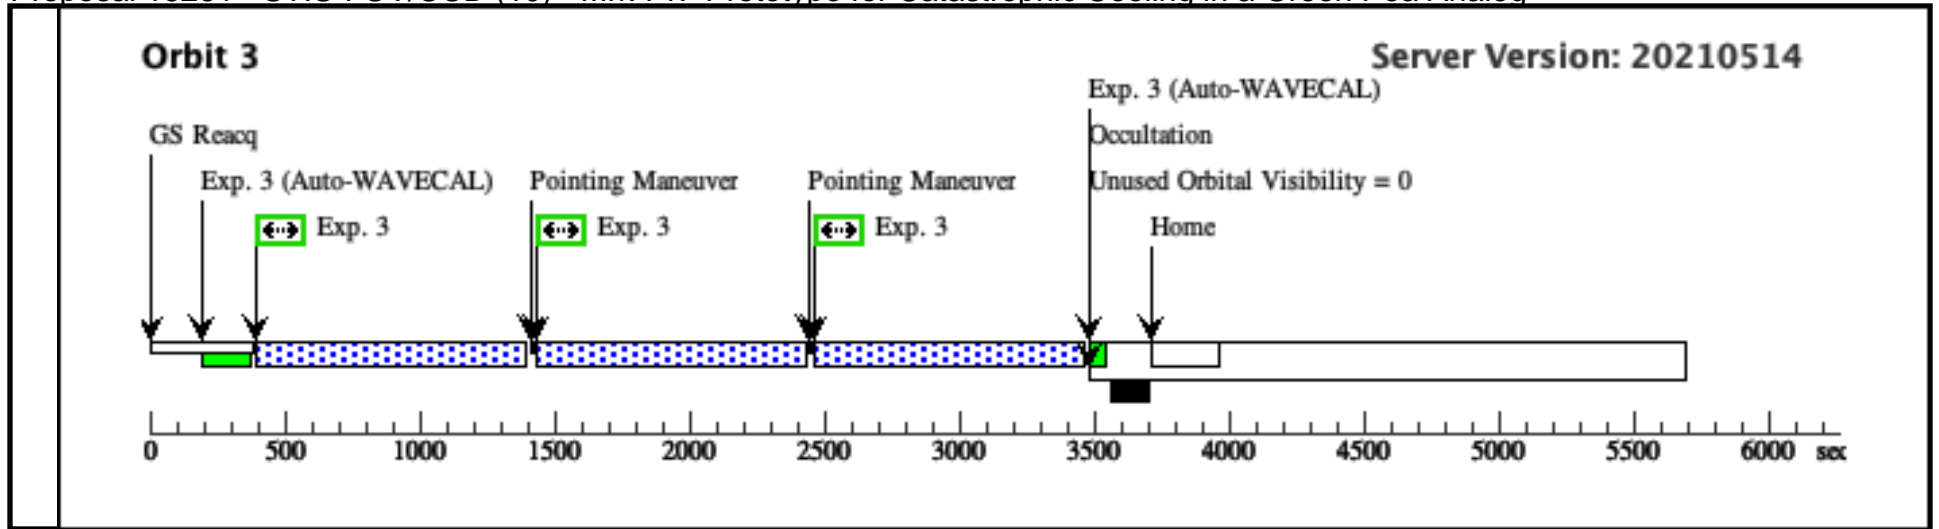 Orbit 3
Server Version: 20210514
Exp. 3 (Auto-WAVECAL)
GS Reacq
Occultation
Exp. 3 (Auto-WAVECAL)
Pointing Maneuver
Pointing Maneuver
Unused Orbital Visibility = 0
Exp. 3
Exp. 3
Exp. 3
Home
0 500 1000 1500 2000 2500 3000 3500 4000 4500 5000 5500 6000 sec